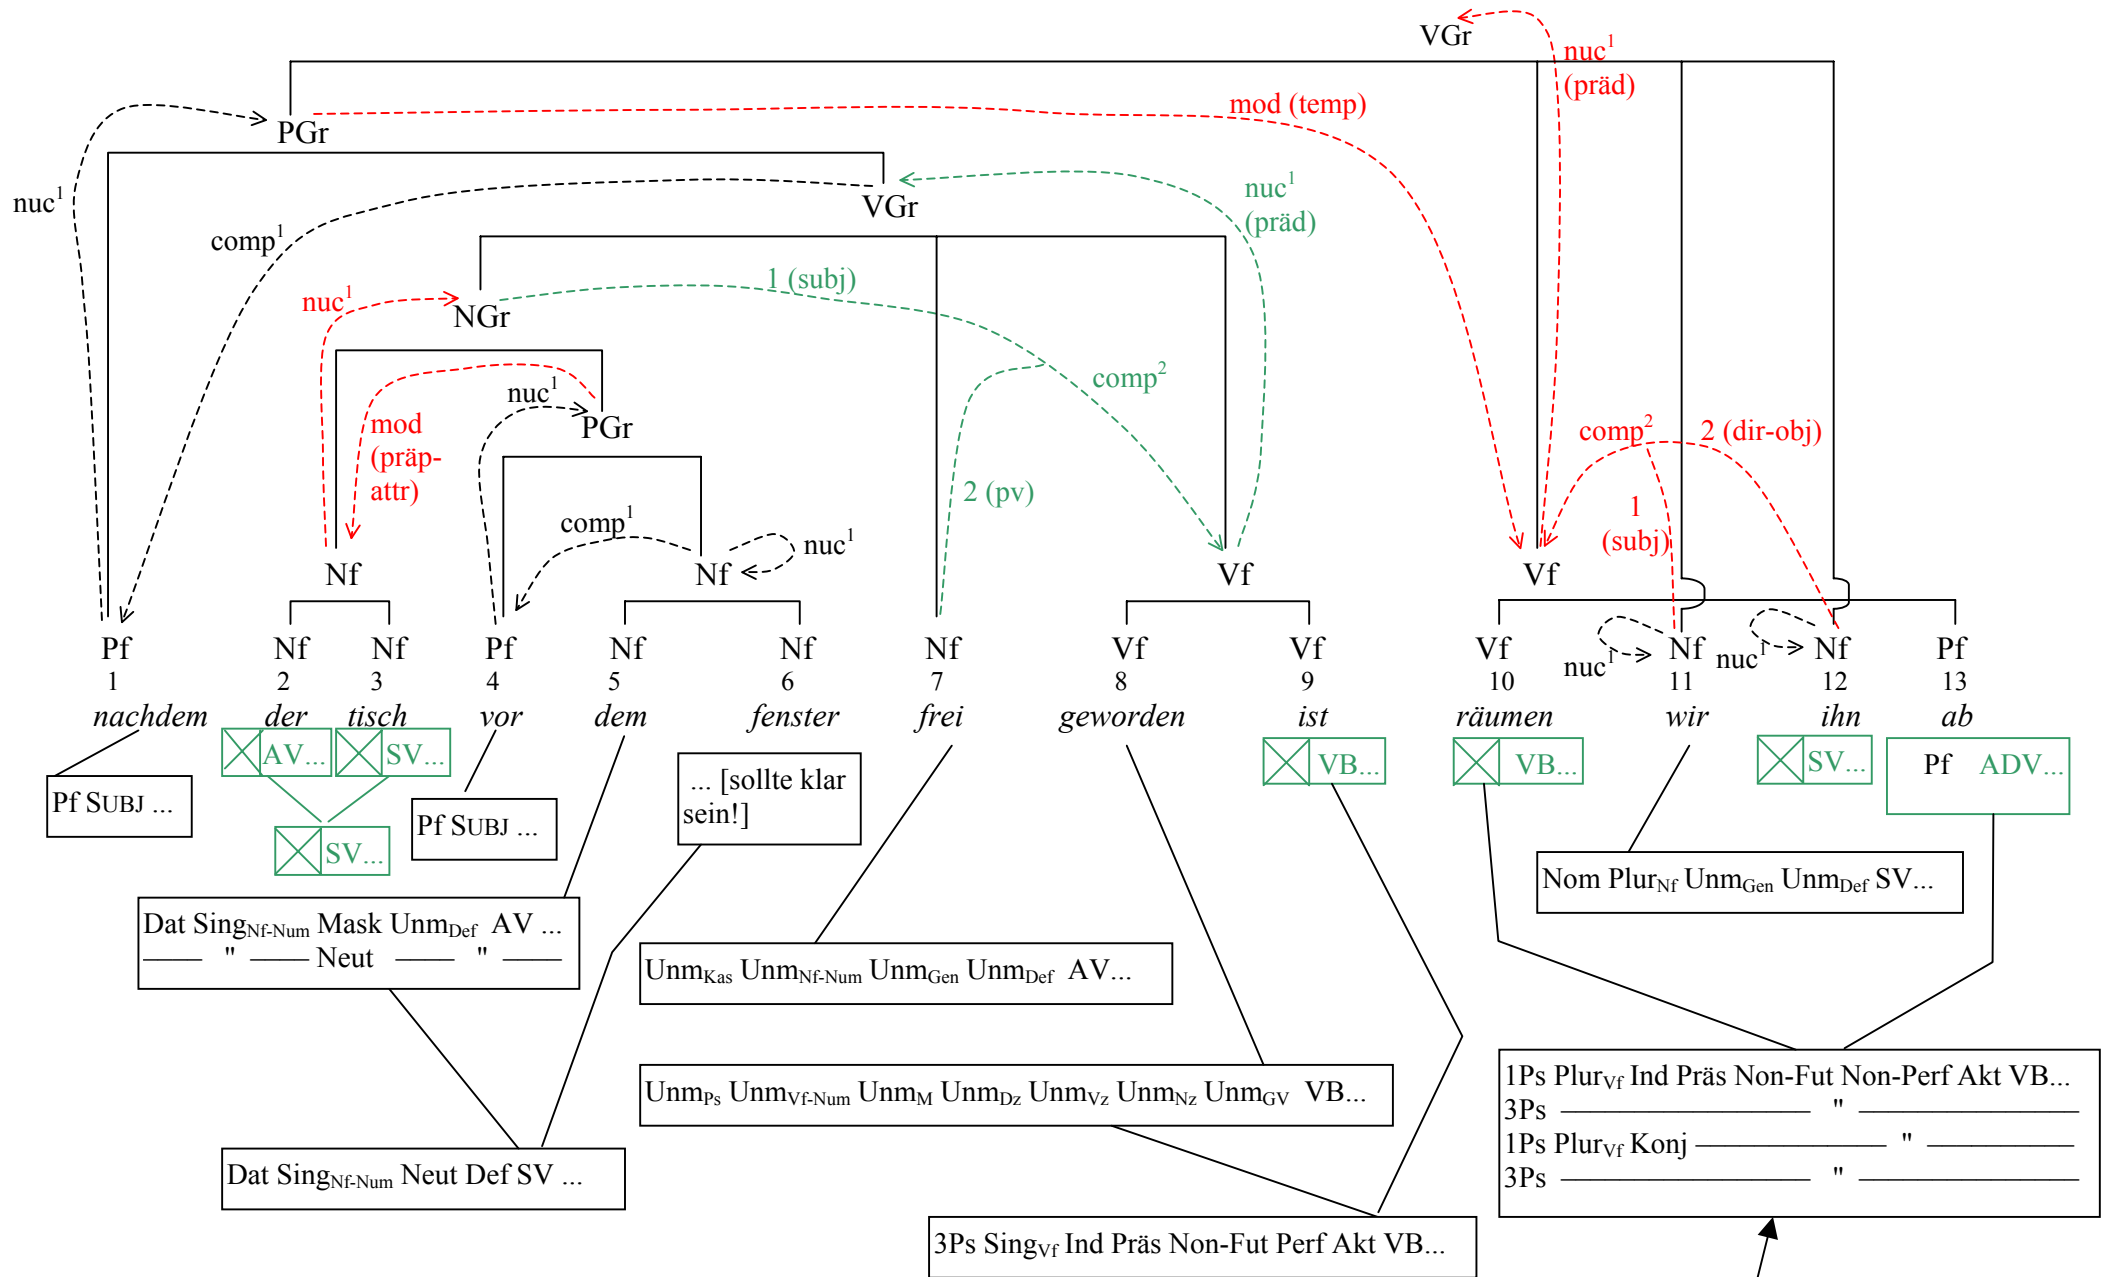 VGr
nuc1
(präd)
mod (temp)
PGr
nuc1
VGr
nuc1
(präd)
comp1
1 (subj)
nuc1
NGr
comp2
nuc1
mod
(präp-
attr)
PGr
comp2
2 (dir-obj)
2 (pv)
1
(subj)
comp1
nuc1
Nf Nf Vf Vf
Pf Nf Nf Pf Nf Nf Nf Vf Vf Vf Nf Nf Pf
nuc1 nuc1
1 2 3 4 5 6 7 8 9 10 11 12 13
nachdem der tisch vor dem fenster frei geworden ist räumen wir ihn ab
AV... SV... VB... VB... SV... Pf ADV...
Pf SUBJ ...
Pf SUBJ ...
... [sollte klar
sein!]
SV...
Nom PlurNf UnmGen UnmDef SV...
Dat SingNf-Num Mask UnmDef AV ...
—— " —— Neut —— " ——
UnmKas UnmNf-Num UnmGen UnmDef AV...
UnmPs UnmVf-Num UnmM UnmDz UnmVz UnmNz UnmGV VB...
1Ps PlurVf Ind Präs Non-Fut Non-Perf Akt VB...
3Ps —————— " ——————
1Ps PlurVf Konj —————— " ——————
3Ps —————— " ——————
Dat SingNf-Num Neut Def SV ...
3Ps SingVf Ind Präs Non-Fut Perf Akt VB...